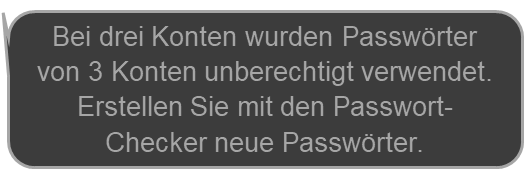 Bei drei Konten wurden Passwörter
von 3 Konten unberechtigt verwendet.
Erstellen Sie mit den Passwort-
Checker neue Passwörter.